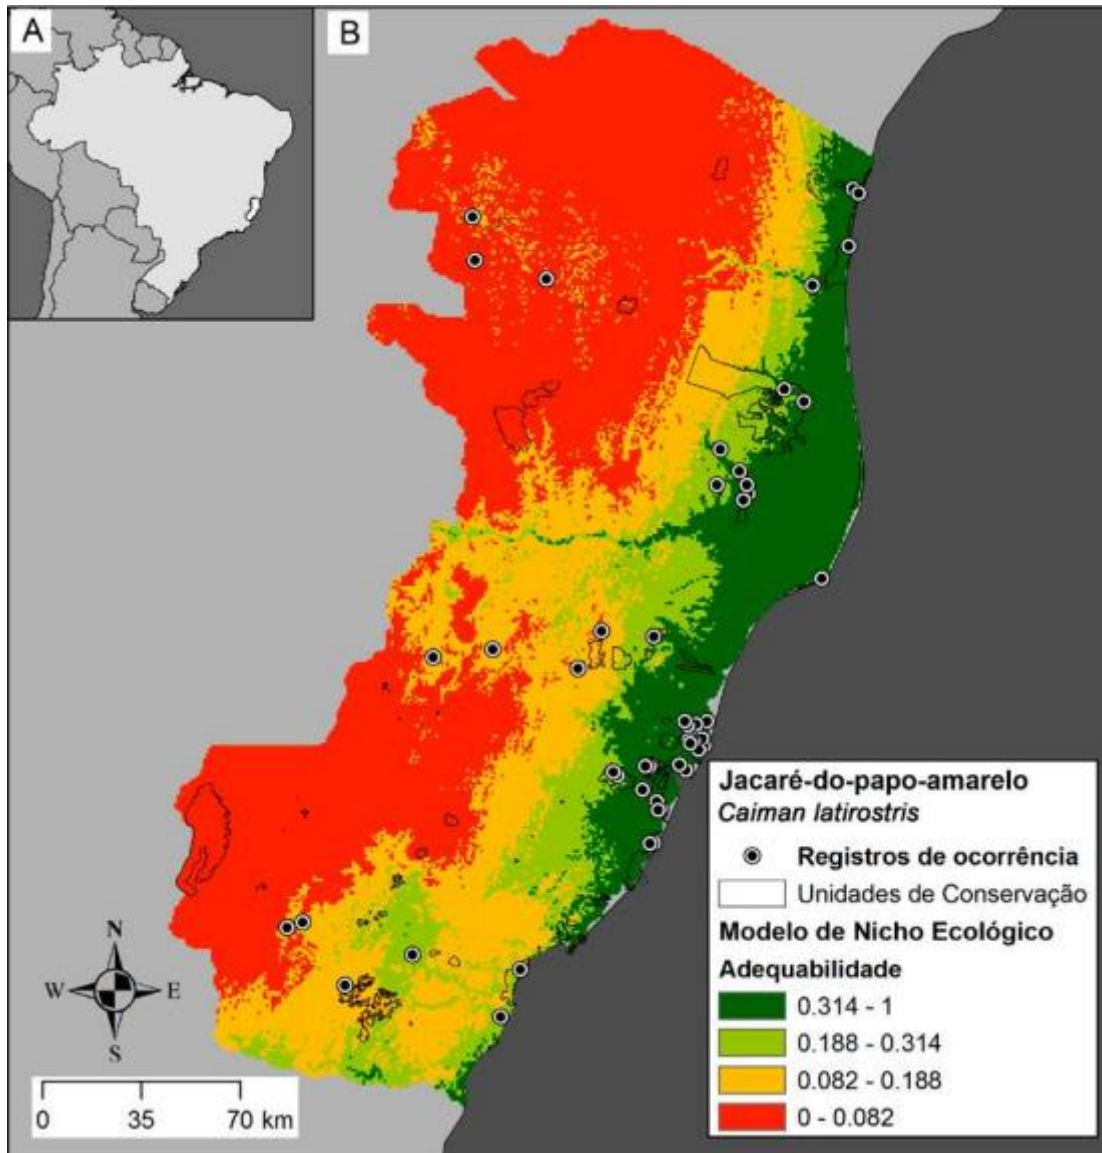 A
B
Jacaré-do-papo-amarelo
Caiman latirostris
Registros de ocorrência
Unidades de Conservação
Modelo de Nicho Ecológico
Adequabilidade
0.314 - 1
0.188 - 0.314
0.082 - 0.188
0 - 0.082
N
W E
S
0 35 70 km